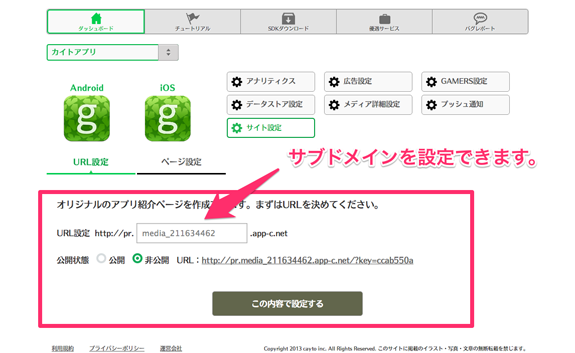 ダッシュボード チュートリアル SDKダウンロード 優遇サービス バグレポート
カイトアプリ
Android iOS
アナリティクス 広告設定 GAMERS設定
データストア設定 メディア詳細設定 プッシュ通知
サイト設定
サブドメインを設定できます。
URL設定 ページ設定
オリジナルのアプリ紹介ページを作成 す。まずはURLを決めてください。
URL設定 http://pr. media_211634462 .app-c.net
公開状態 公開 非公開 URL：http://pr.media_211634462.app-c.net/?key=ccab550a
この内容で設定する
利用規約 プライバシーポリシー 運営会社 Copyright 2013 cayto inc. All Rights Reserved. このサイトに掲載のイラスト・写真・文章の無断転載を禁じます。